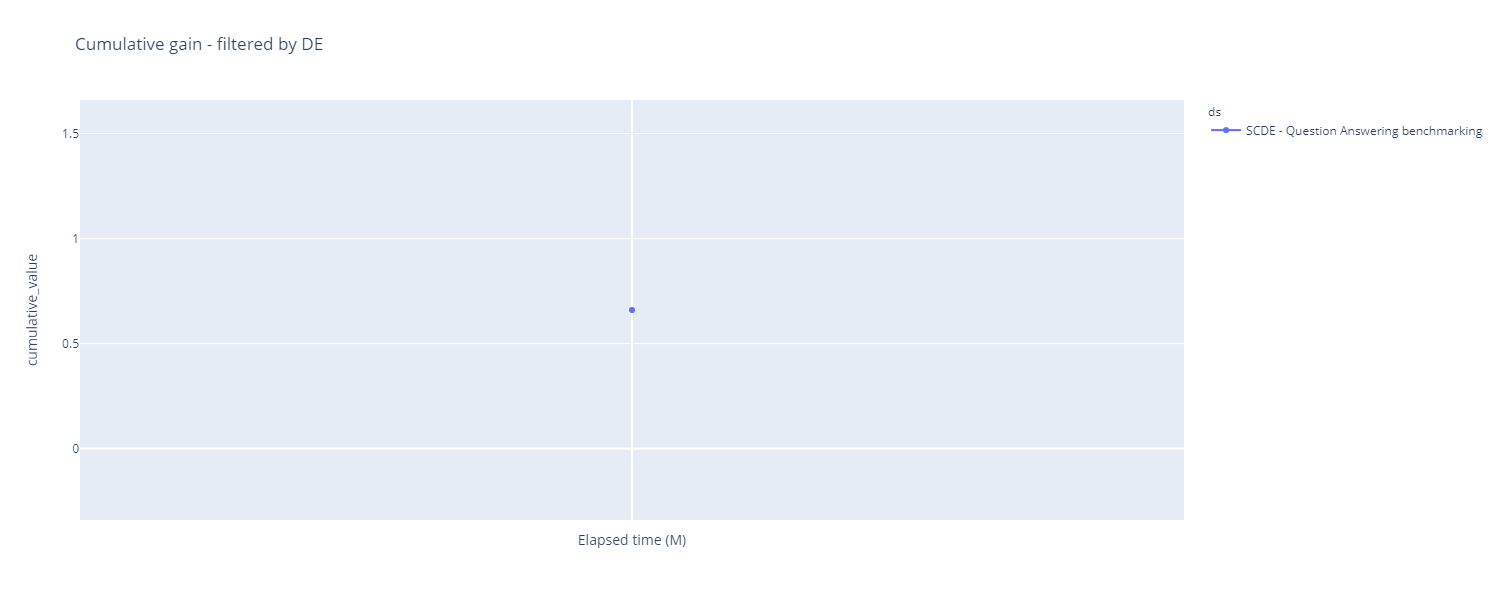 Cumulative gain - filtered by DE
ds
SCDE - Question Answering benchmarking
1.5
1
0.5
0
cumulative_value
Elapsed time (M)